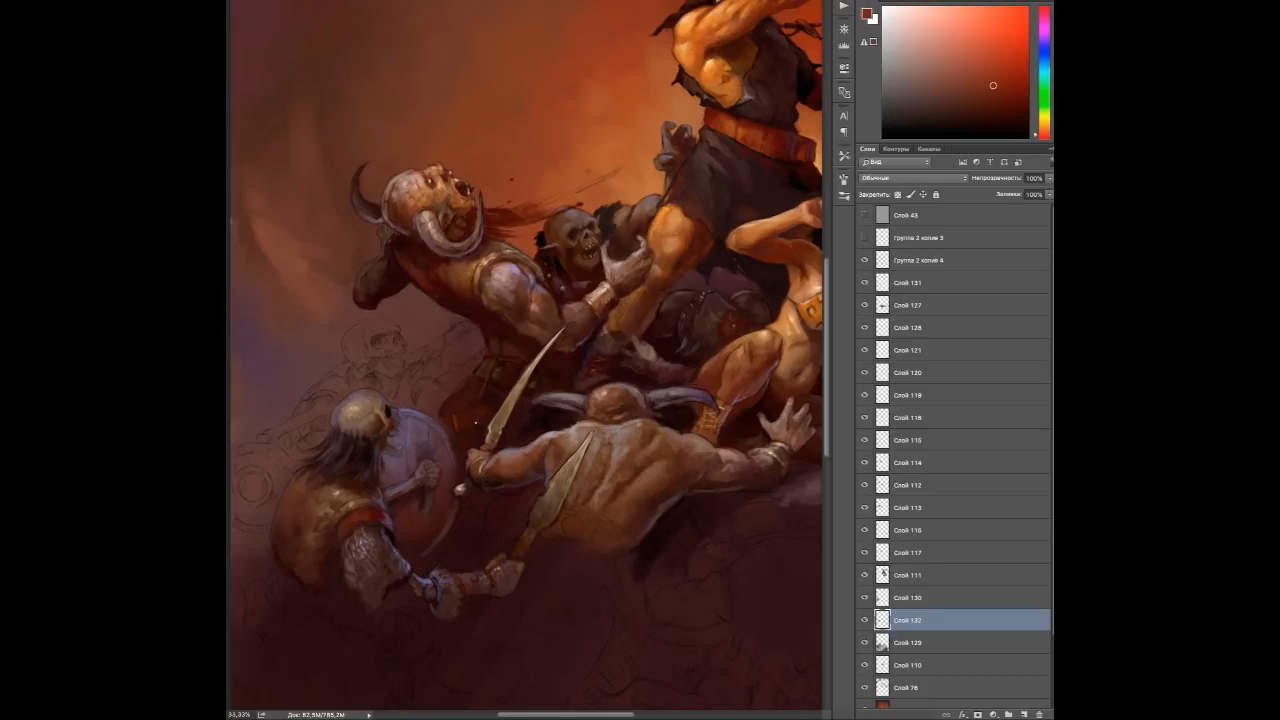 Слои Контуры Каналы
Вид
Обычные Непрозрачность: 100%
Закрепить: Заливка: 100%
Слой 43
Группа 2 копия 3
Группа 2 копия 4
Слой 131
Слой 127
Слой 128
Слой 121
Слой 120
Слой 119
Слой 118
Слой 115
Слой 114
Слой 112
Слой 113
Слой 116
Слой 117
Слой 111
Слой 130
Слой 132
Слой 129
Слой 110
Слой 76
33,33% Док: 82,5M/765,2M